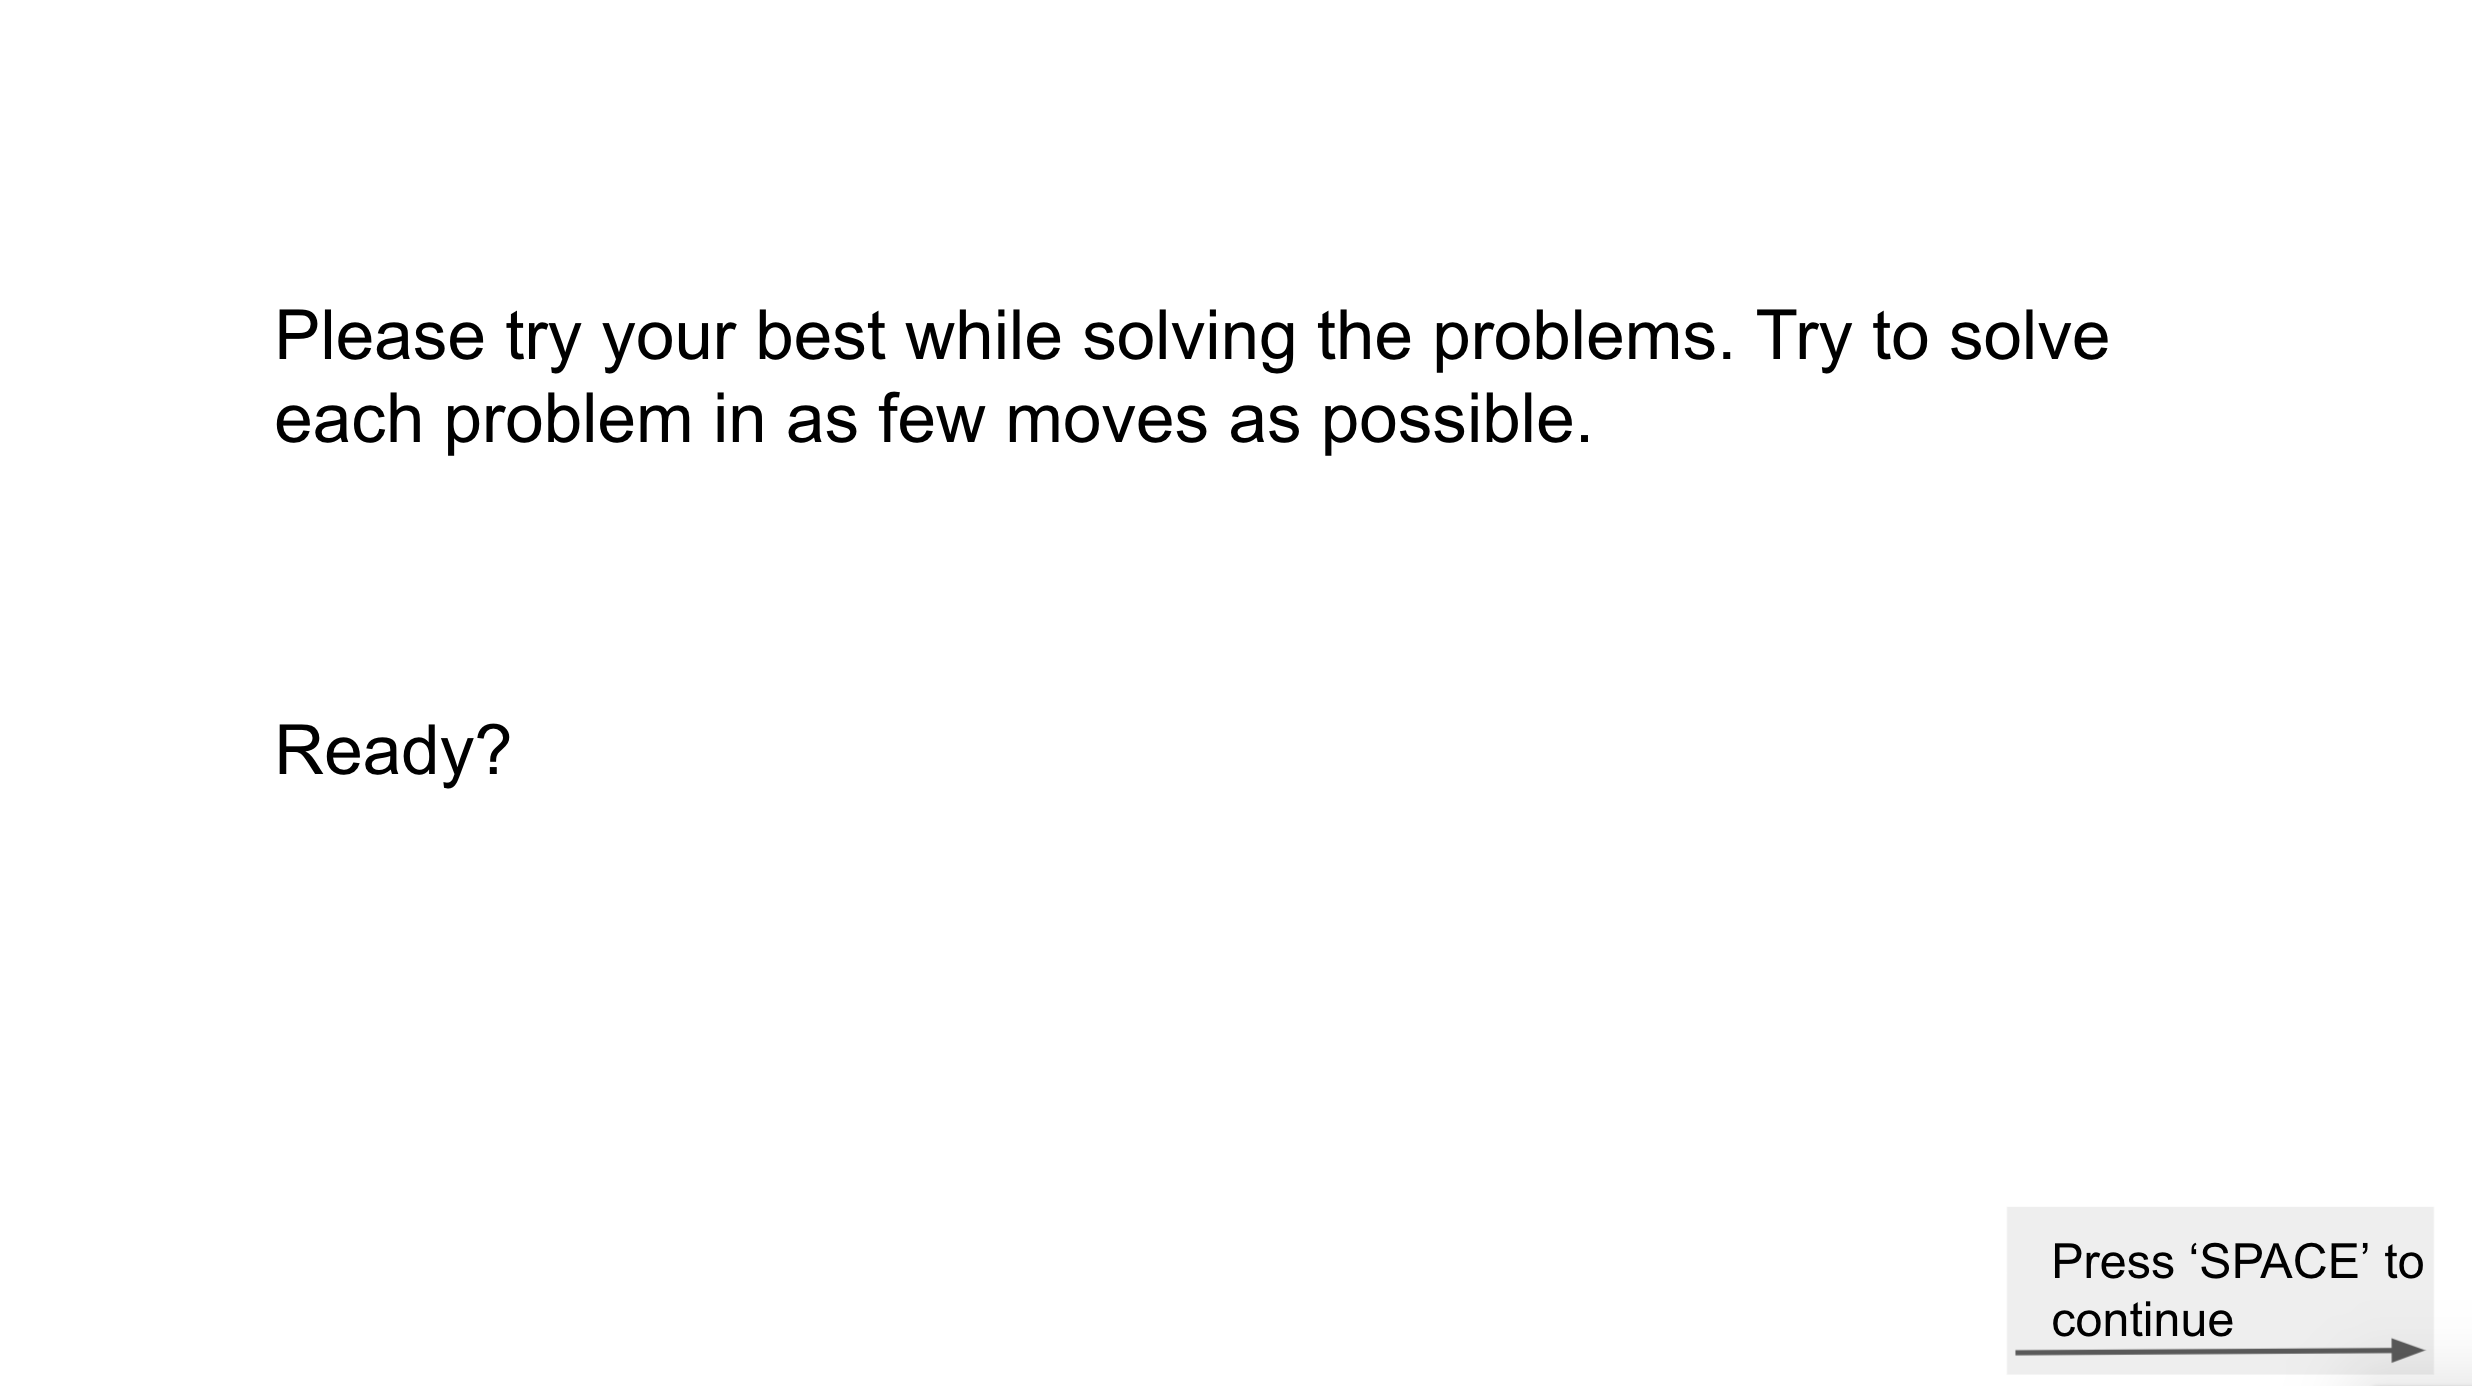 Please try your best while solving the problems. Try to solve
each problem in as few moves as possible.
Ready?
Press ‘SPACE’ to
continue